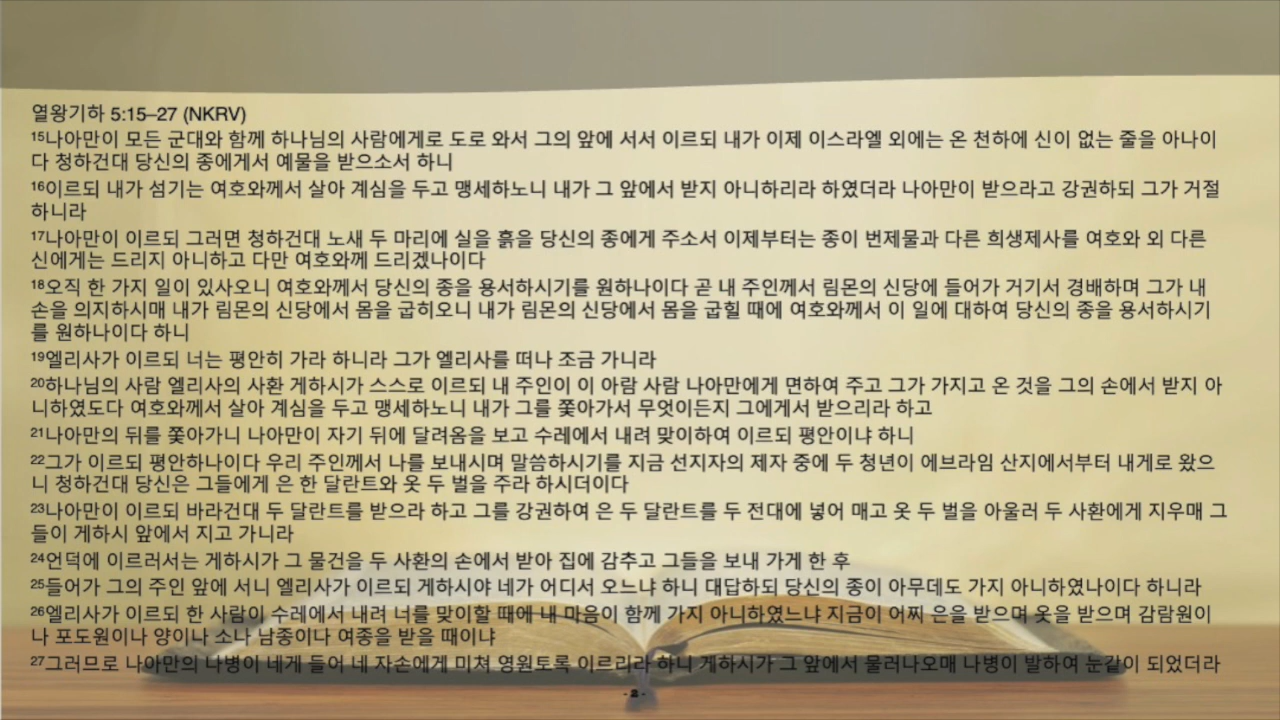 열왕기하 5:15–27 (NKRV)
¹⁵나아만이 모든 군대와 함께 하나님의 사람에게로 도로 와서 그의 앞에 서서 이르되 내가 이제 이스라엘 외에는 온 천하에 신이 없는 줄을 아나이
다 청하건대 당신의 종에게서 예물을 받으소서 하니
¹⁶이르되 내가 섬기는 여호와께서 살아 계심을 두고 맹세하노니 내가 그 앞에서 받지 아니하리라 하였더라 나아만이 받으라고 강권하되 그가 거절
하니라
¹⁷나아만이 이르되 그러면 청하건대 노새 두 마리에 실을 흙을 당신의 종에게 주소서 이제부터는 종이 번제물과 다른 희생제사를 여호와 외 다른
신에게는 드리지 아니하고 다만 여호와께 드리겠나이다
¹⁸오직 한 가지 일이 있사오니 여호와께서 당신의 종을 용서하시기를 원하나이다 곧 내 주인께서 림몬의 신당에 들어가 거기서 경배하며 그가 내
손을 의지하시매 내가 림몬의 신당에서 몸을 굽히오니 내가 림몬의 신당에서 몸을 굽힐 때에 여호와께서 이 일에 대하여 당신의 종을 용서하시기
를 원하나이다 하니
¹⁹엘리사가 이르되 너는 평안히 가라 하니라 그가 엘리사를 떠나 조금 가니라
²⁰하나님의 사람 엘리사의 사환 게하시가 스스로 이르되 내 주인이 이 아람 사람 나아만에게 면하여 주고 그가 가지고 온 것을 그의 손에서 받지 아
니하였도다 여호와께서 살아 계심을 두고 맹세하노니 내가 그를 쫓아가서 무엇이든지 그에게서 받으리라 하고
²¹나아만의 뒤를 쫓아가니 나아만이 자기 뒤에 달려옴을 보고 수레에서 내려 맞이하여 이르되 평안이냐 하니
²²그가 이르되 평안하나이다 우리 주인께서 나를 보내시며 말씀하시기를 지금 선지자의 제자 중에 두 청년이 에브라임 산지에서부터 내게로 왔으
니 청하건대 당신은 그들에게 은 한 달란트와 옷 두 벌을 주라 하시더이다
²³나아만이 이르되 바라건대 두 달란트를 받으라 하고 그를 강권하여 은 두 달란트를 두 전대에 넣어 매고 옷 두 벌을 아울러 두 사환에게 지우매 그
들이 게하시 앞에서 지고 가니라
²⁴언덕에 이르러서는 게하시가 그 물건을 두 사환의 손에서 받아 집에 감추고 그들을 보내 가게 한 후
²⁵들어가 그의 주인 앞에 서니 엘리사가 이르되 게하시야 네가 어디서 오느냐 하니 대답하되 당신의 종이 아무데도 가지 아니하였나이다 하니라
²⁶엘리사가 이르되 한 사람이 수레에서 내려 너를 맞이할 때에 내 마음이 함께 가지 아니하였느냐 지금이 어찌 은을 받으며 옷을 받으며 감람원이
나 포도원이나 양이나 소나 남종이나 여종을 받을 때이냐
²⁷그러므로 나아만의 나병이 네게 들어 네 자손에게 미쳐 영원토록 이르리라 하니 게하시가 그 앞에서 물러나오매 나병이 발하여 눈같이 되었더라
- 2 -